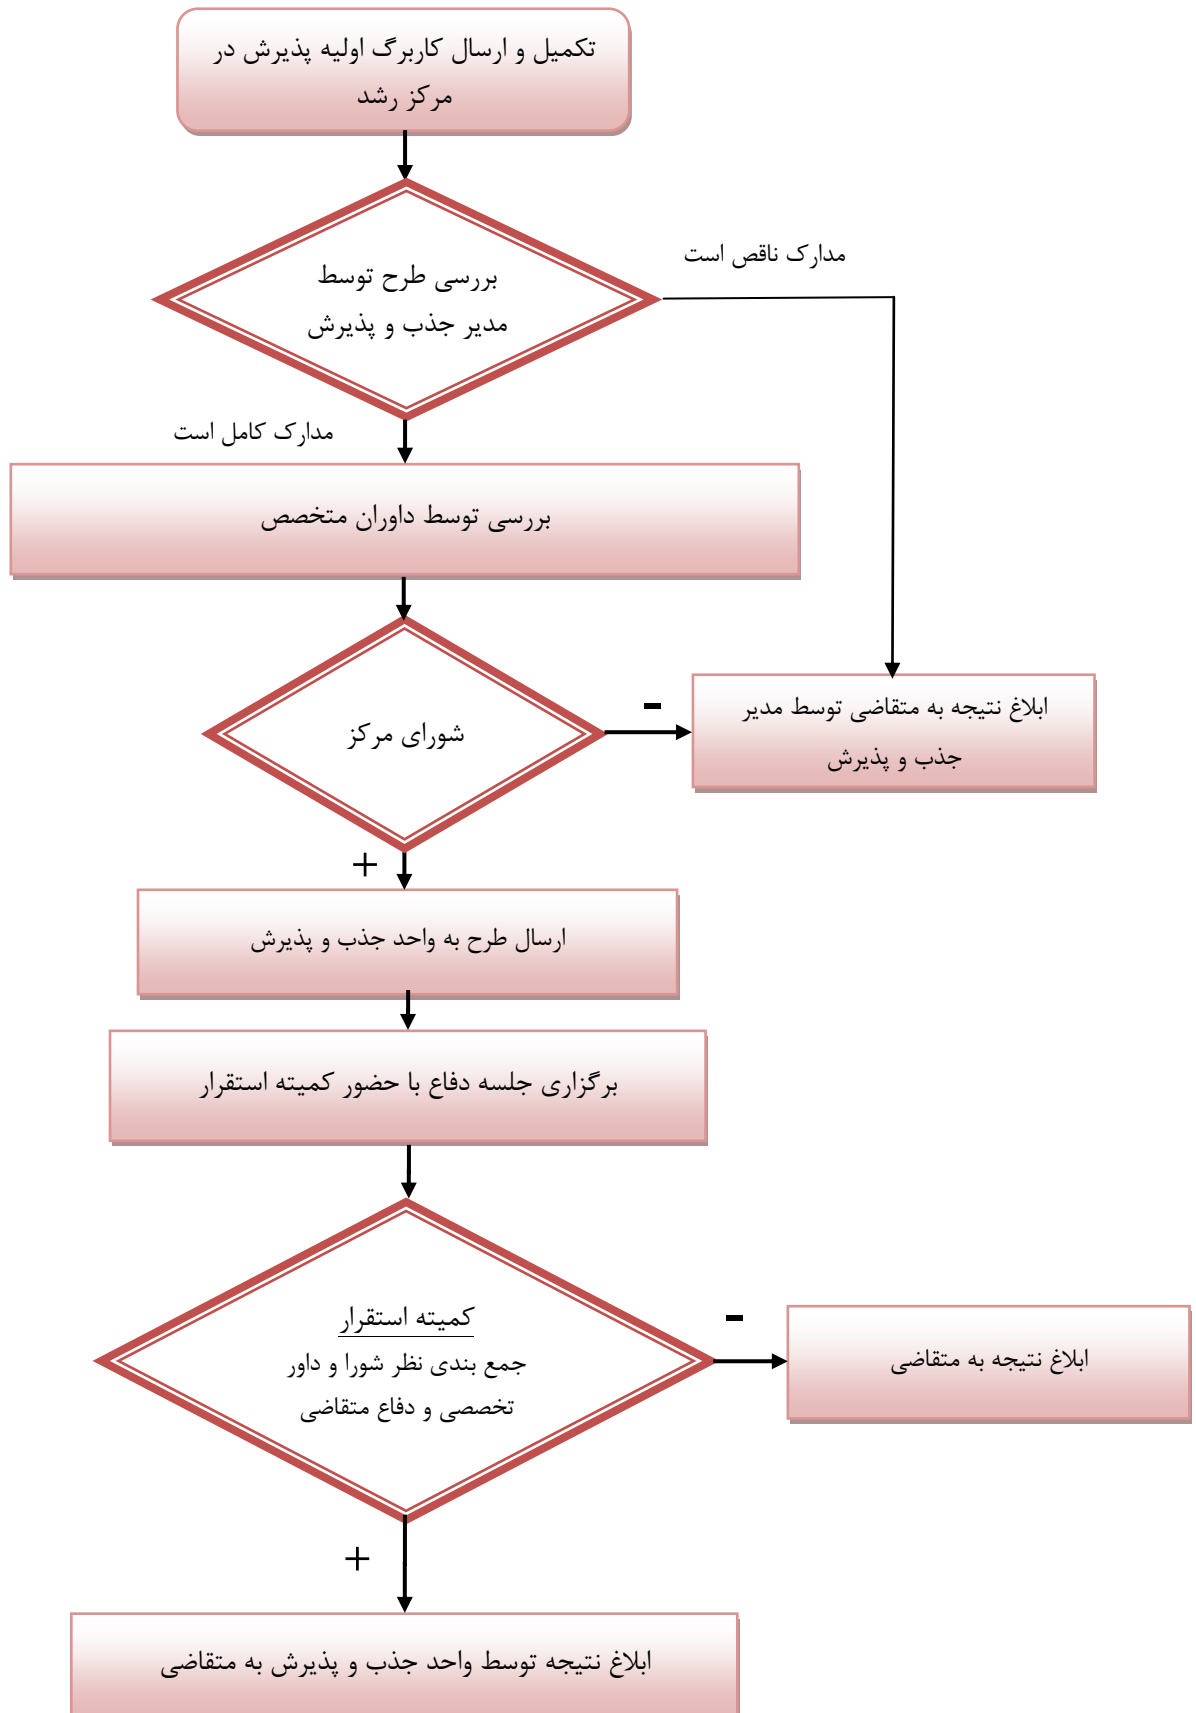 تکمیل و ارسال کاربرگ اولیه پذیرش در
مرکز رشد
بررسی طرح توسط
مدیر جذب و پذیرش
مدارک ناقص است
مدارک کامل است
بررسی توسط داوران متخصص
شورای مرکز
-
ابلاغ نتیجه به متقاضی توسط مدیر
جذب و پذیرش
+
ارسال طرح به واحد جذب و پذیرش
برگزاری جلسه دفاع با حضور کمیته استقرار
کمیته استقرار
جمع بندی نظر شورا و داور
تخصصی و دفاع متقاضی
-
ابلاغ نتیجه به متقاضی
+
ابلاغ نتیجه توسط واحد جذب و پذیرش به متقاضی